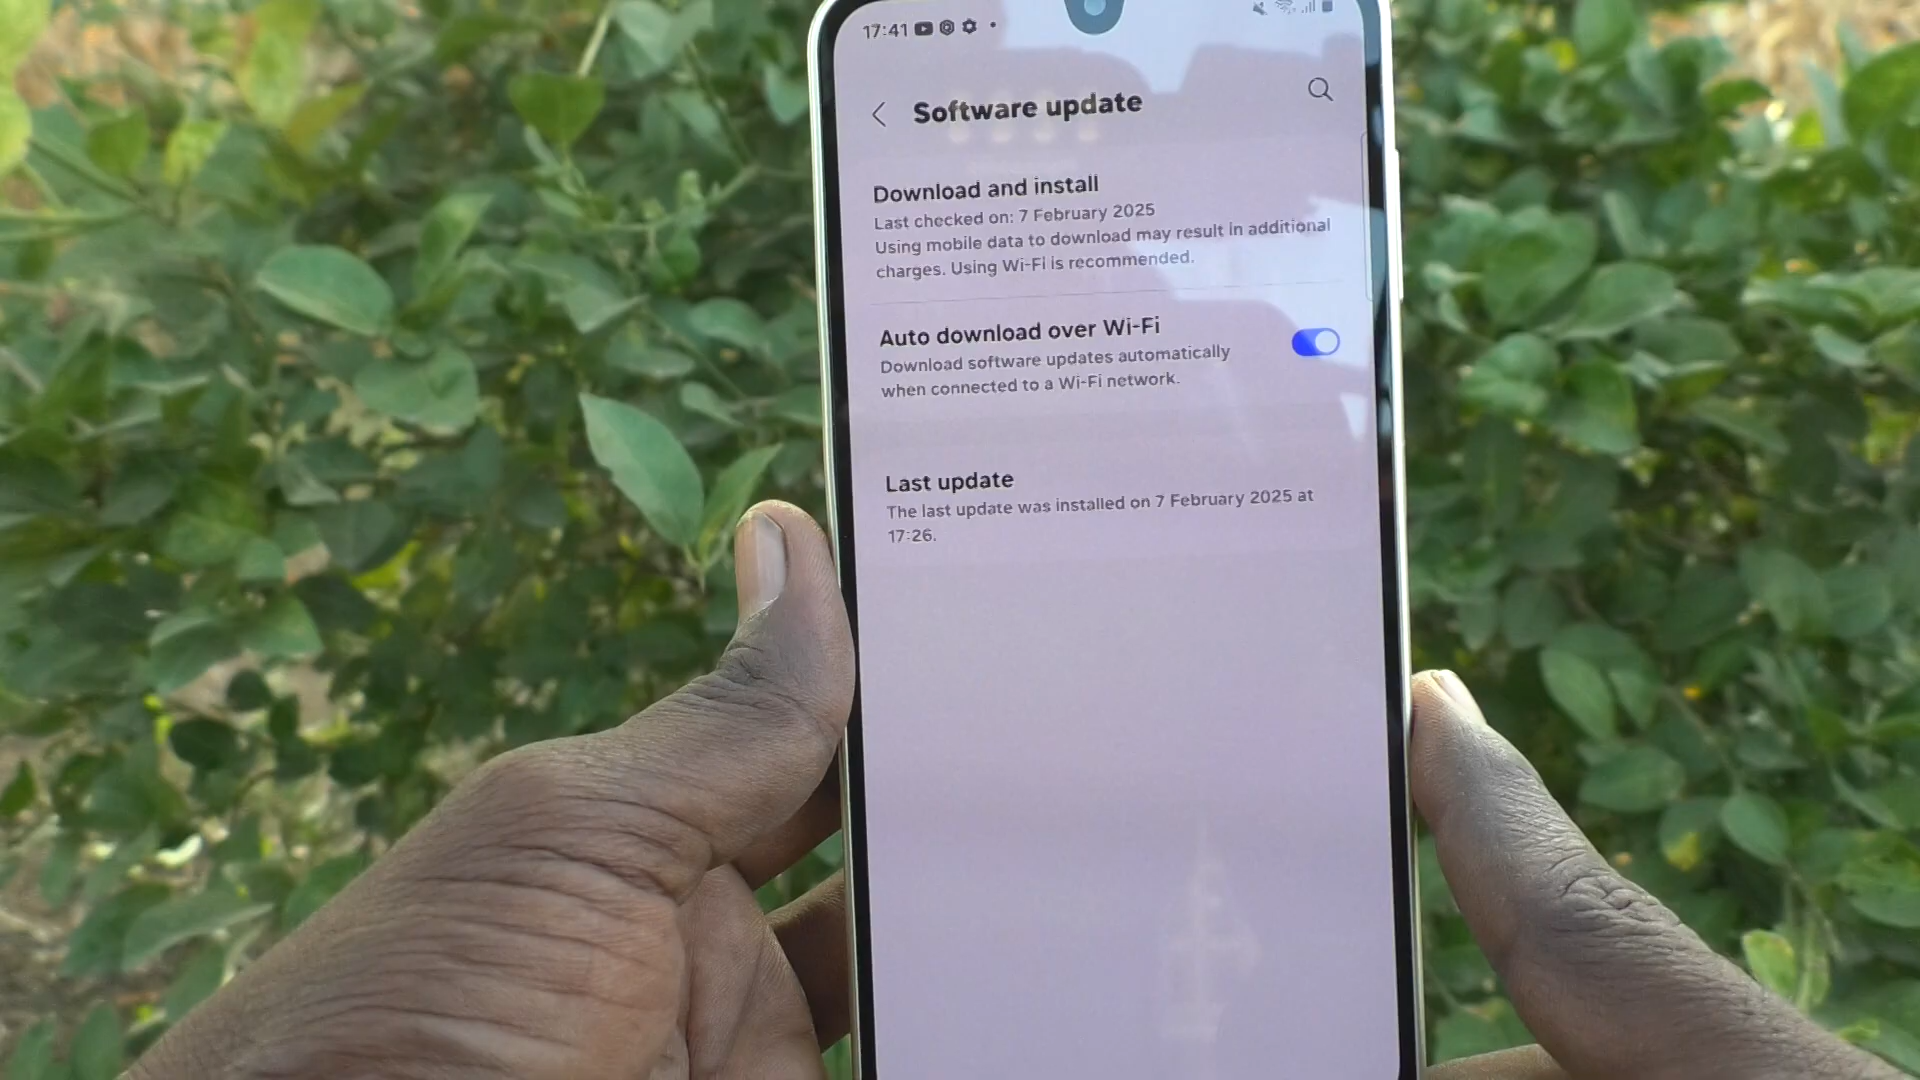 17:41
Software update
Download and install
Last checked on: 7 February 2025
Using mobile data to download may result in additional
charges. Using Wi-Fi is recommended.
Auto download over Wi-Fi
Download software updates automatically
when connected to a Wi-Fi network.
Last update
The last update was installed on 7 February 2025 at
17:26.